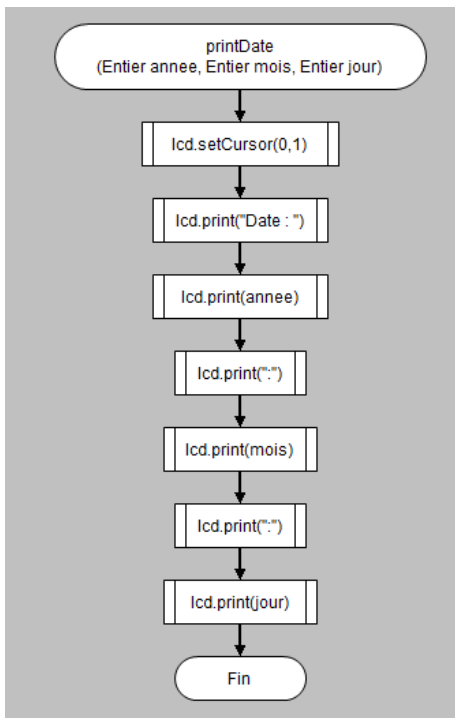 printDate
(Entier annee, Entier mois, Entier jour)
lcd.setCursor(0,1)
lcd.print("Date : ")
lcd.print(annee)
lcd.print(":")
lcd.print(mois)
lcd.print(":")
lcd.print(jour)
Fin